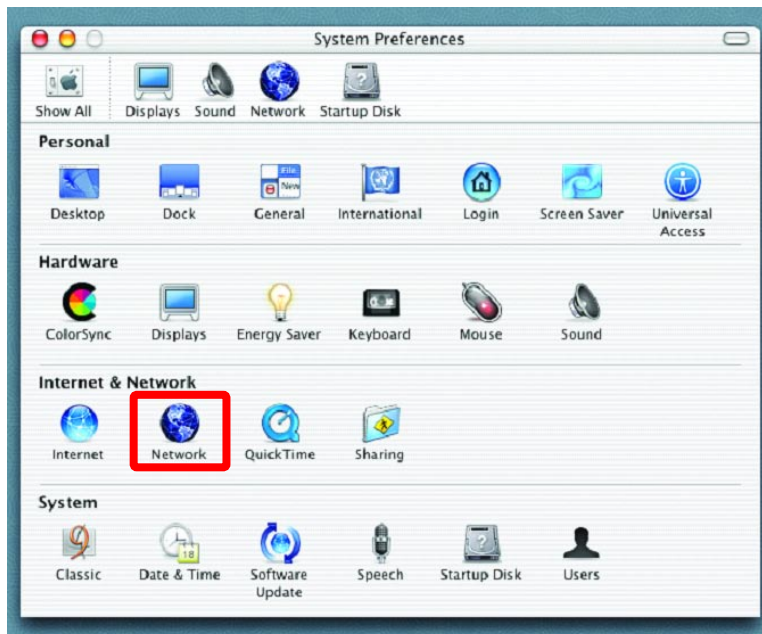 System Preferences
Show All Displays Sound Network Startup Disk
Personal
Desktop Dock General International Login Screen Saver Universal Access
Hardware
ColorSync Displays Energy Saver Keyboard Mouse Sound
Internet & Network
Internet Network QuickTime Sharing
System
9 18
Classic Date & Time Software Update Speech Startup Disk Users